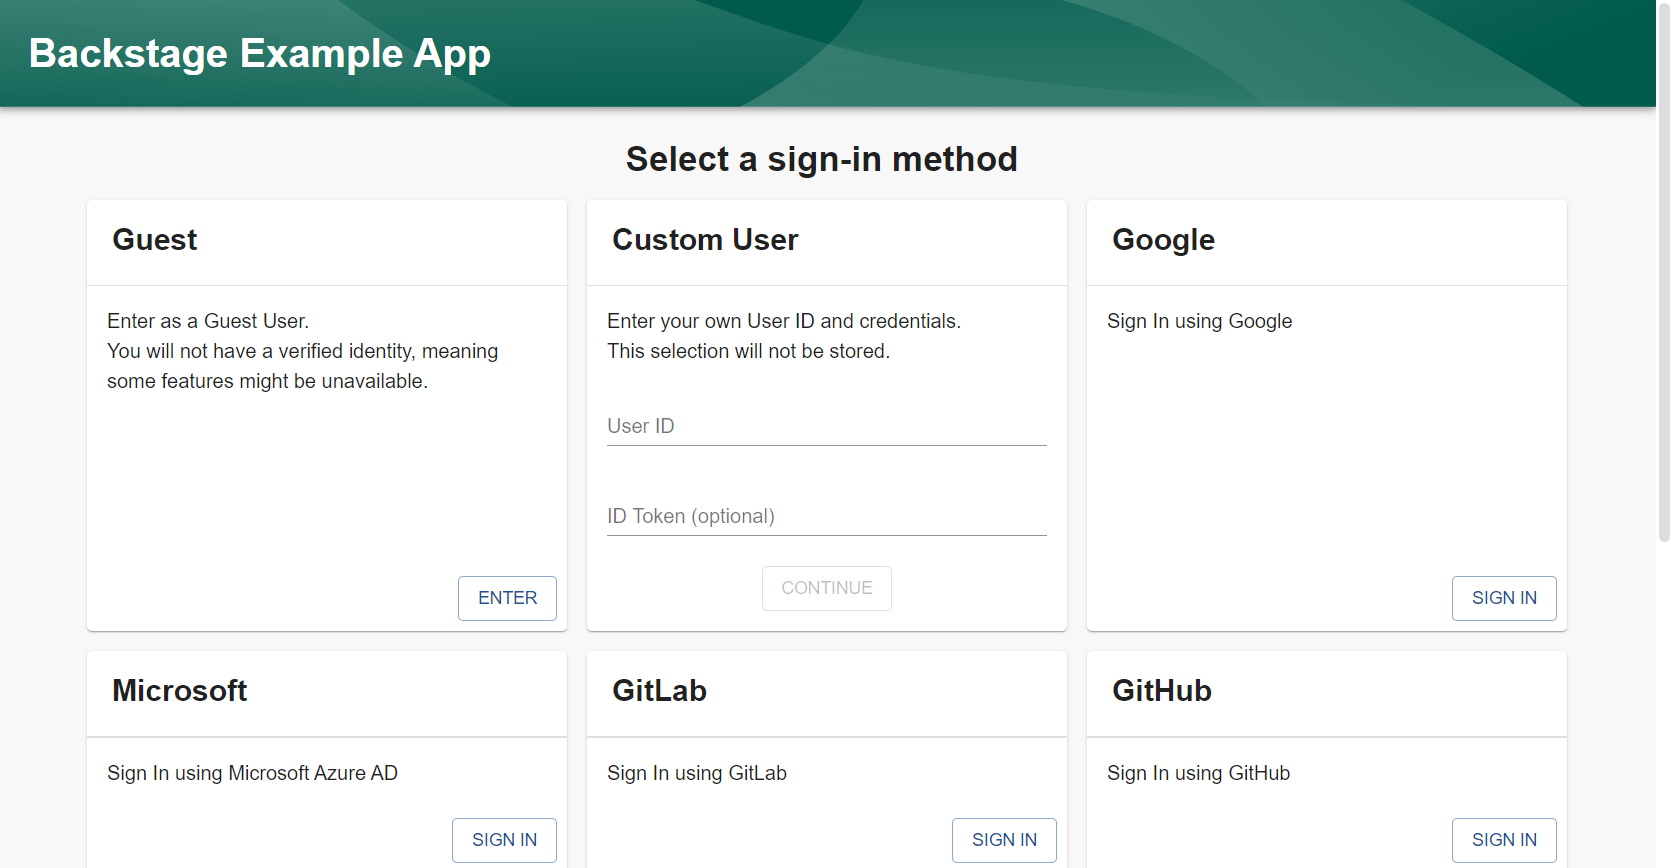 Backstage Example App
Select a sign-in method
Guest
Enter as a Guest User.
You will not have a verified identity, meaning
some features might be unavailable.
ENTER
Custom User
Enter your own User ID and credentials.
This selection will not be stored.
User ID
ID Token (optional)
CONTINUE
Google
Sign In using Google
SIGN IN
Microsoft
Sign In using Microsoft Azure AD
SIGN IN
GitLab
Sign In using GitLab
SIGN IN
GitHub
Sign In using GitHub
SIGN IN